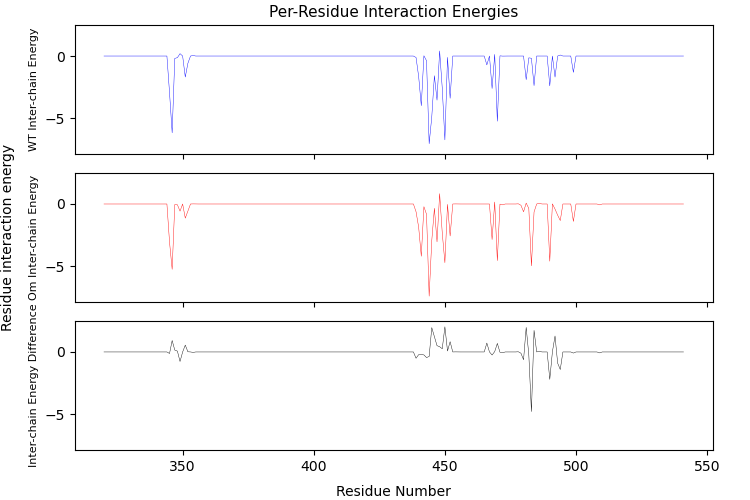 Per-Residue Interaction Energies
Residue interaction energy
WT Inter-chain Energy
0
−5
Om Inter-chain Energy
0
−5
Inter-chain Energy Difference
0
−5
350
400
450
500
550
Residue Number